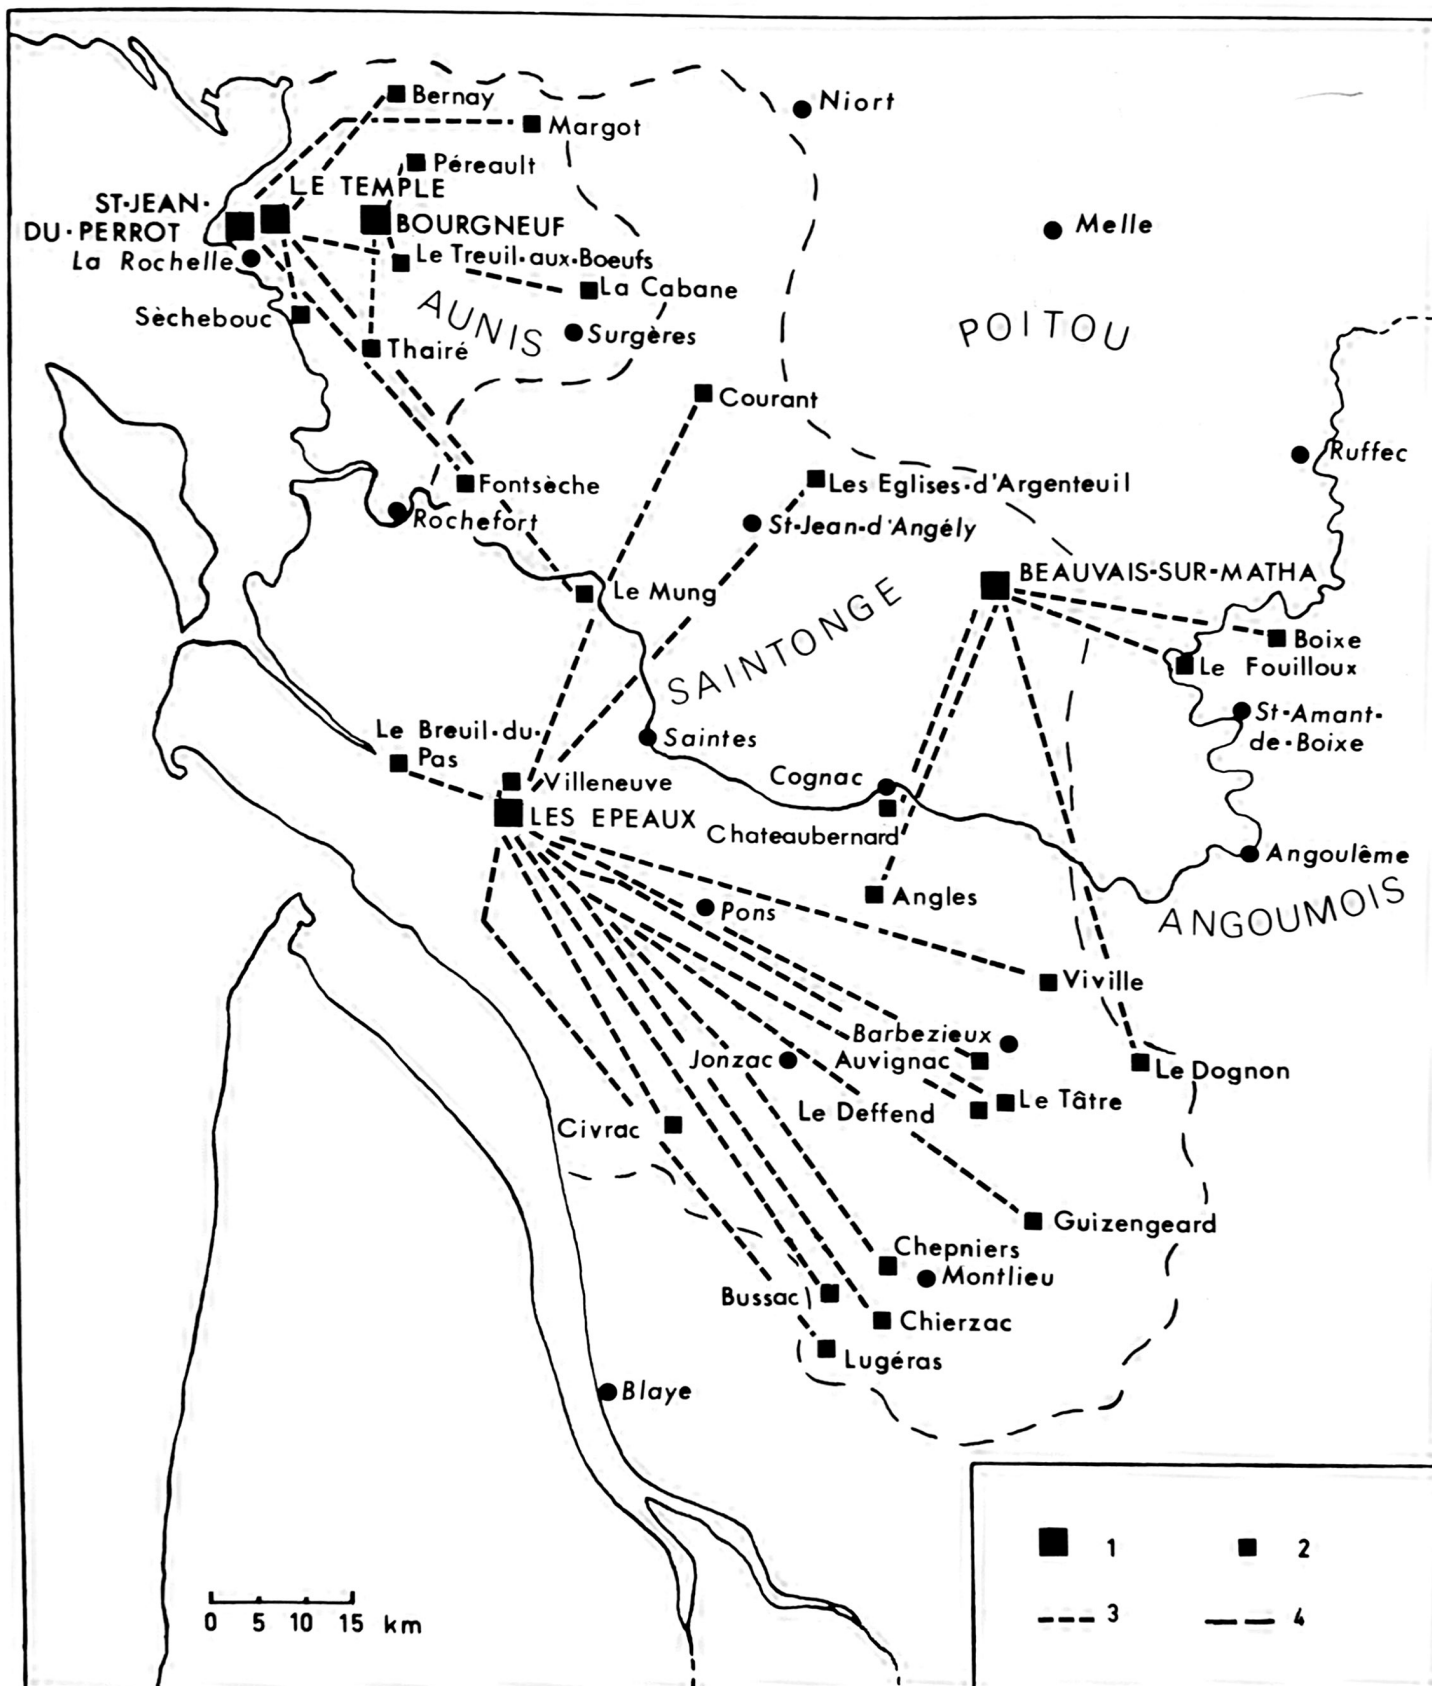 Bernay
Niort
Margot
Péreault
LE TEMPLE
ST·JEAN·
DU·PERROT
BOURGNEUF
Melle
La Rochelle
Le Treuil·aux·Boeufs
La Cabane
Sèchebouc
AUNIS
Surgères
POITOU
Thairé
Courant
Ruffec
Fontsèche
Les Eglises·d'Argenteuil
Rochefort
St·Jean·d'Angély
BEAUVAIS-SUR-MATHA
Le Mung
SAINTONGE
Boixe
Le Fouilloux
St·Amant·
de·Boixe
Le Breuil·du·
Pas
Saintes
Villeneuve
Cognac
LES EPEAUX
Chateaubernard
Angoulême
Angles
Pons
ANGOUMOIS
Viville
Barbezieux
Jonzac
Auvignac
Le Dognon
Le Tâtre
Le Deffend
Civrac
Guizengeard
Chepniers
Montlieu
Bussac
Chierzac
Lugéras
Blaye
1 2
3 4
0 5 10 15 km